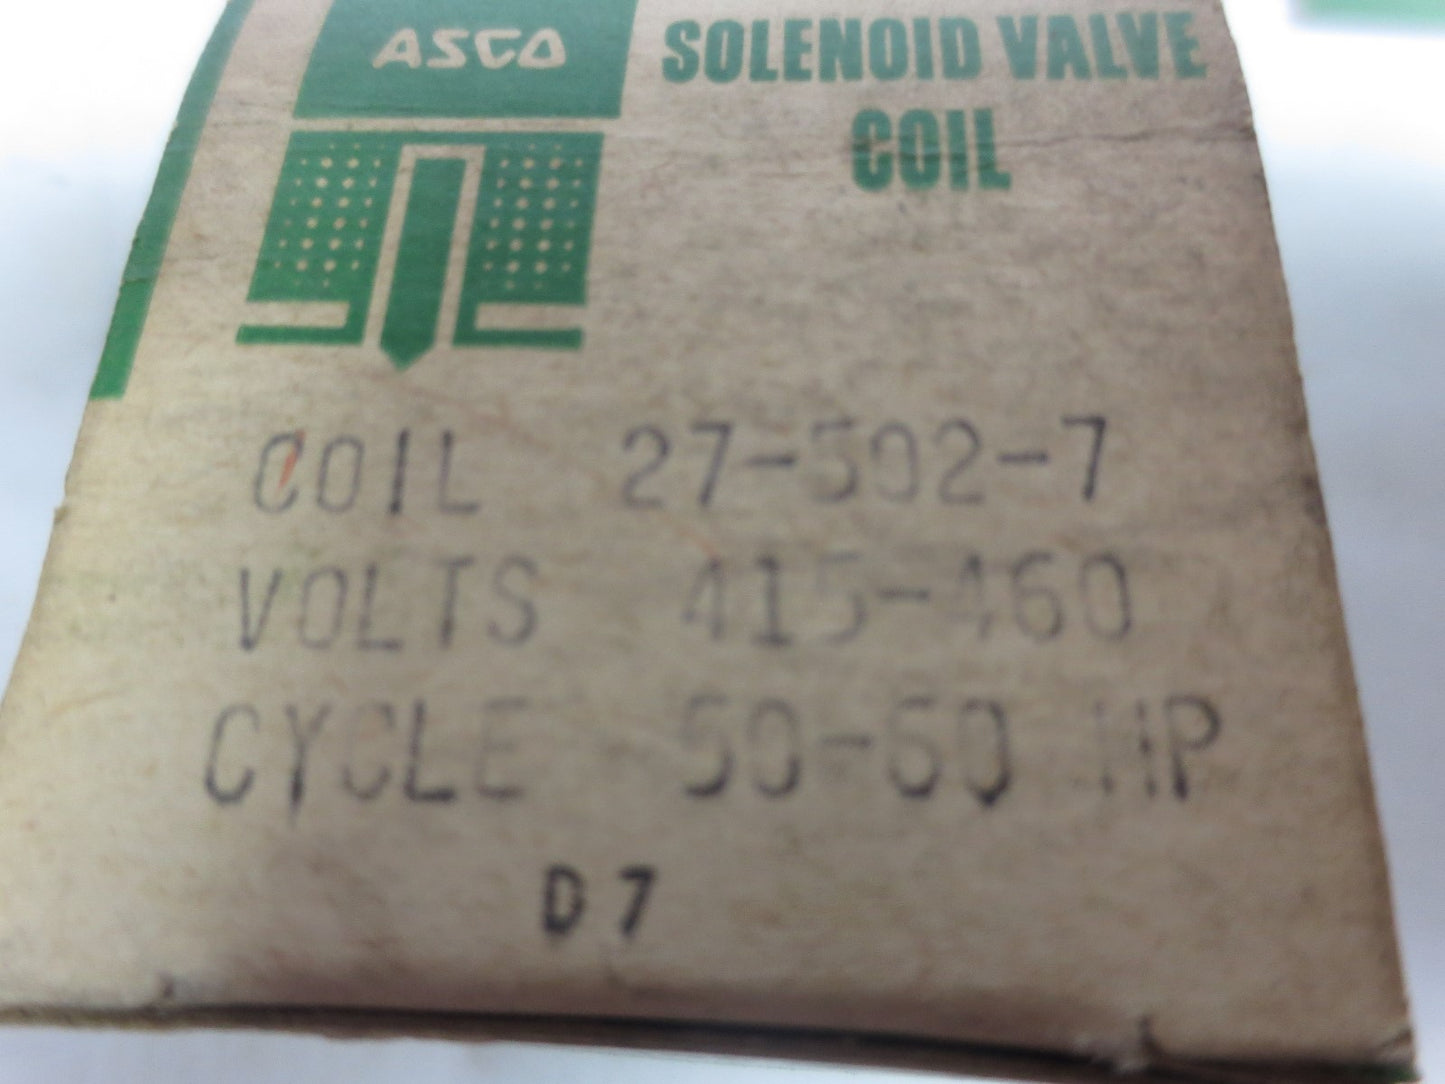 ASCO
SOLENOID VALVE
COIL
COIL 27-502-7
VOLTS 415-460
CYCLE 50-60 HP
D7